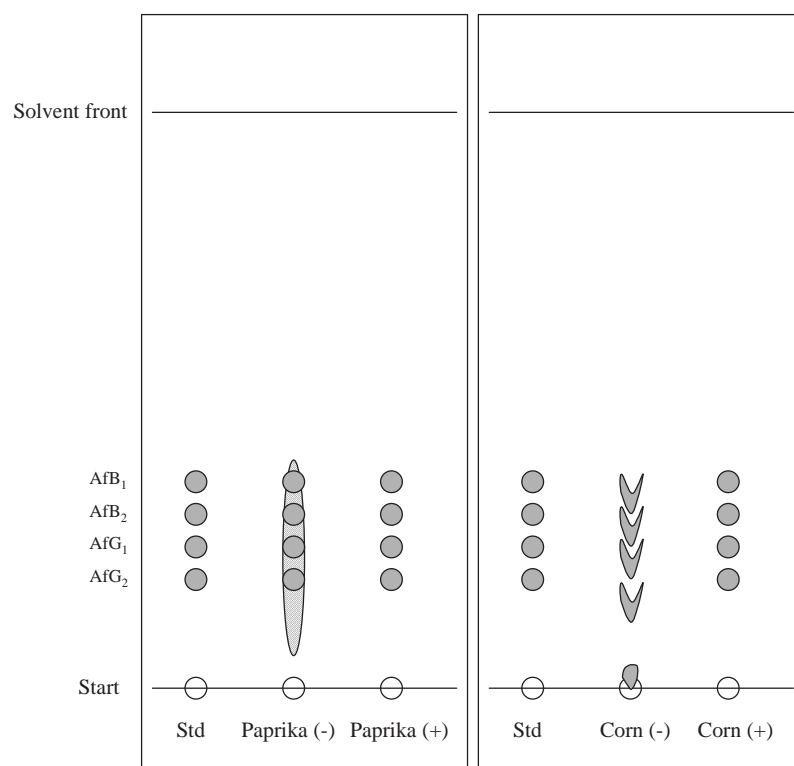 Solvent front
AfB₁
AfB₂
AfG₁
AfG₂
Start
Std Paprika (-) Paprika (+) Std Corn (-) Corn (+)